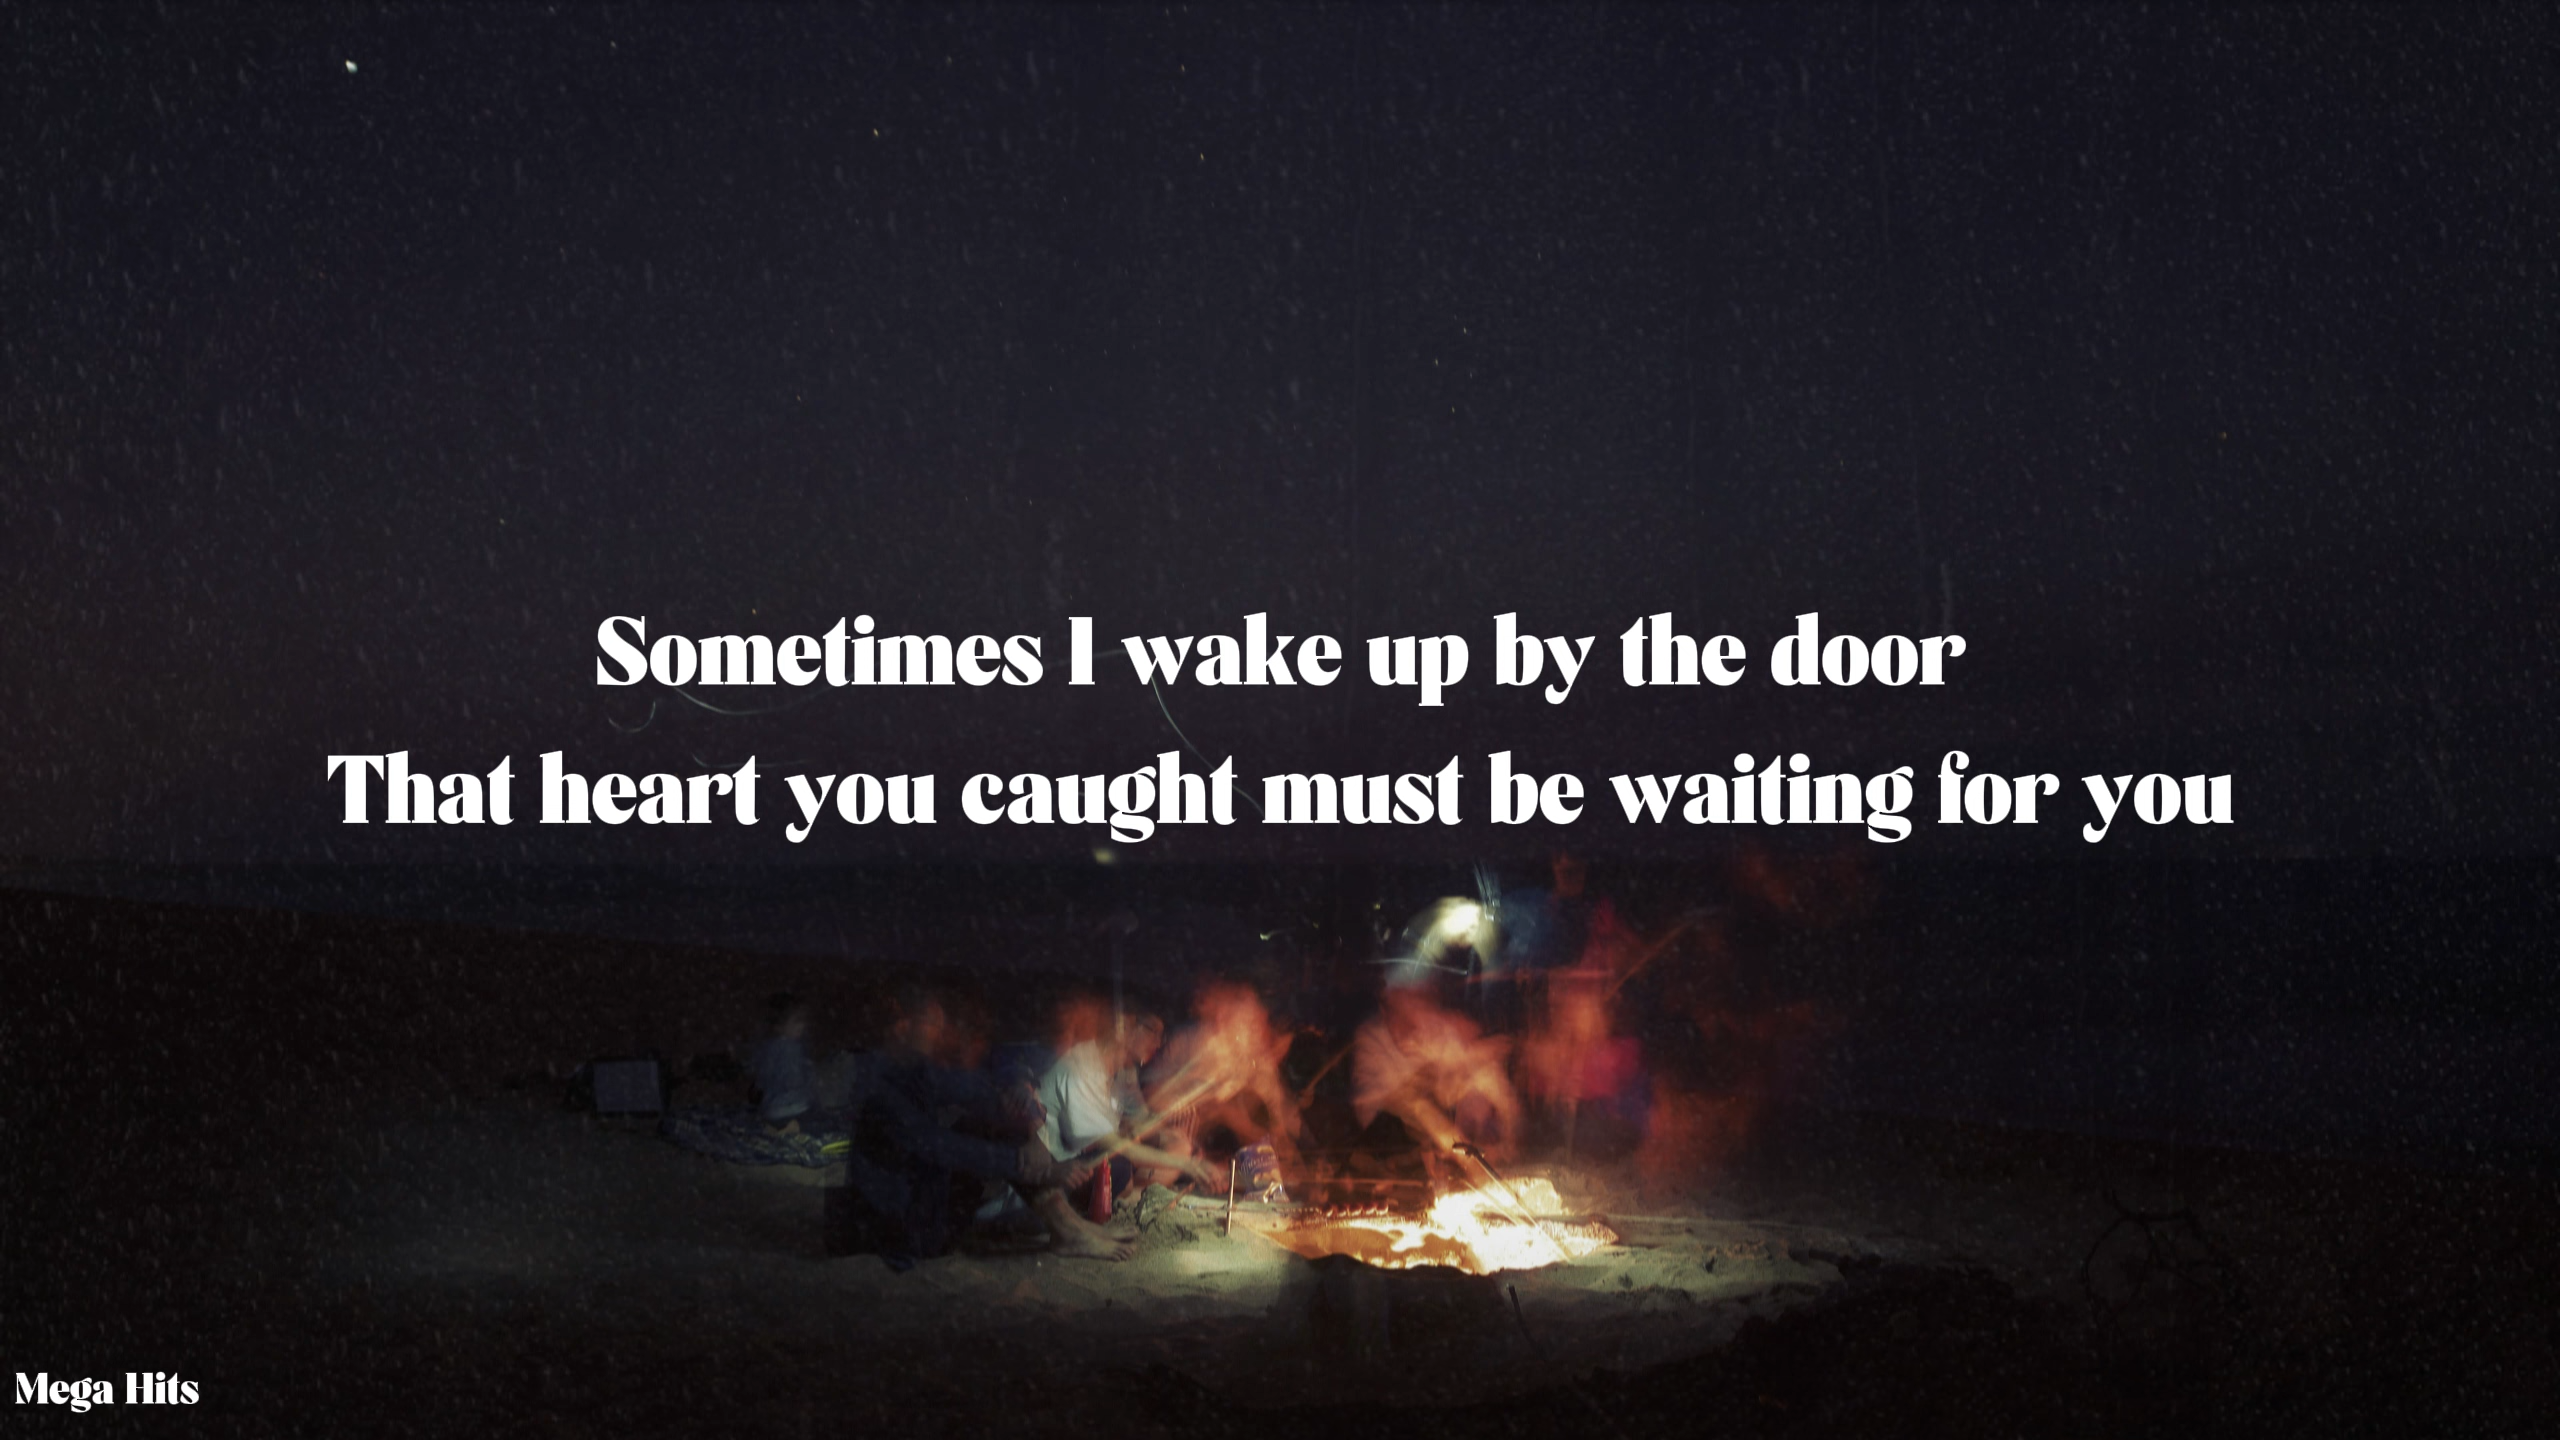 Sometimes I wake up by the door
That heart you caught must be waiting for you
Mega Hits